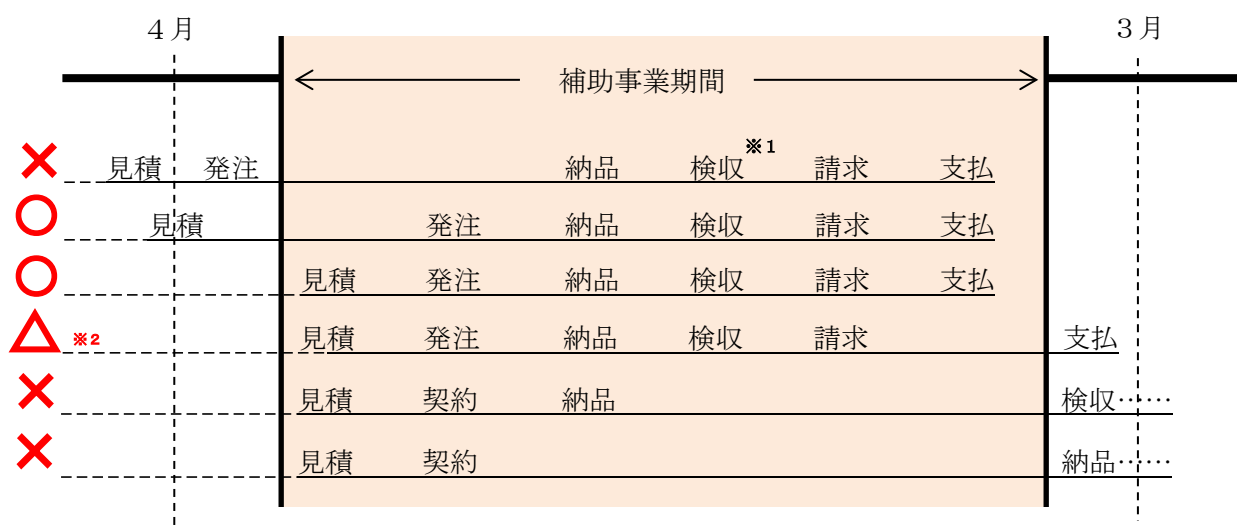 ４月 ３月
補助事業期間
※1
見積 発注 納品 検収 請求 支払
見積 発注 納品 検収 請求 支払
見積 発注 納品 検収 請求 支払
※2 見積 発注 納品 検収 請求 支払
見積 契約 納品 検収……
見積 契約 納品……